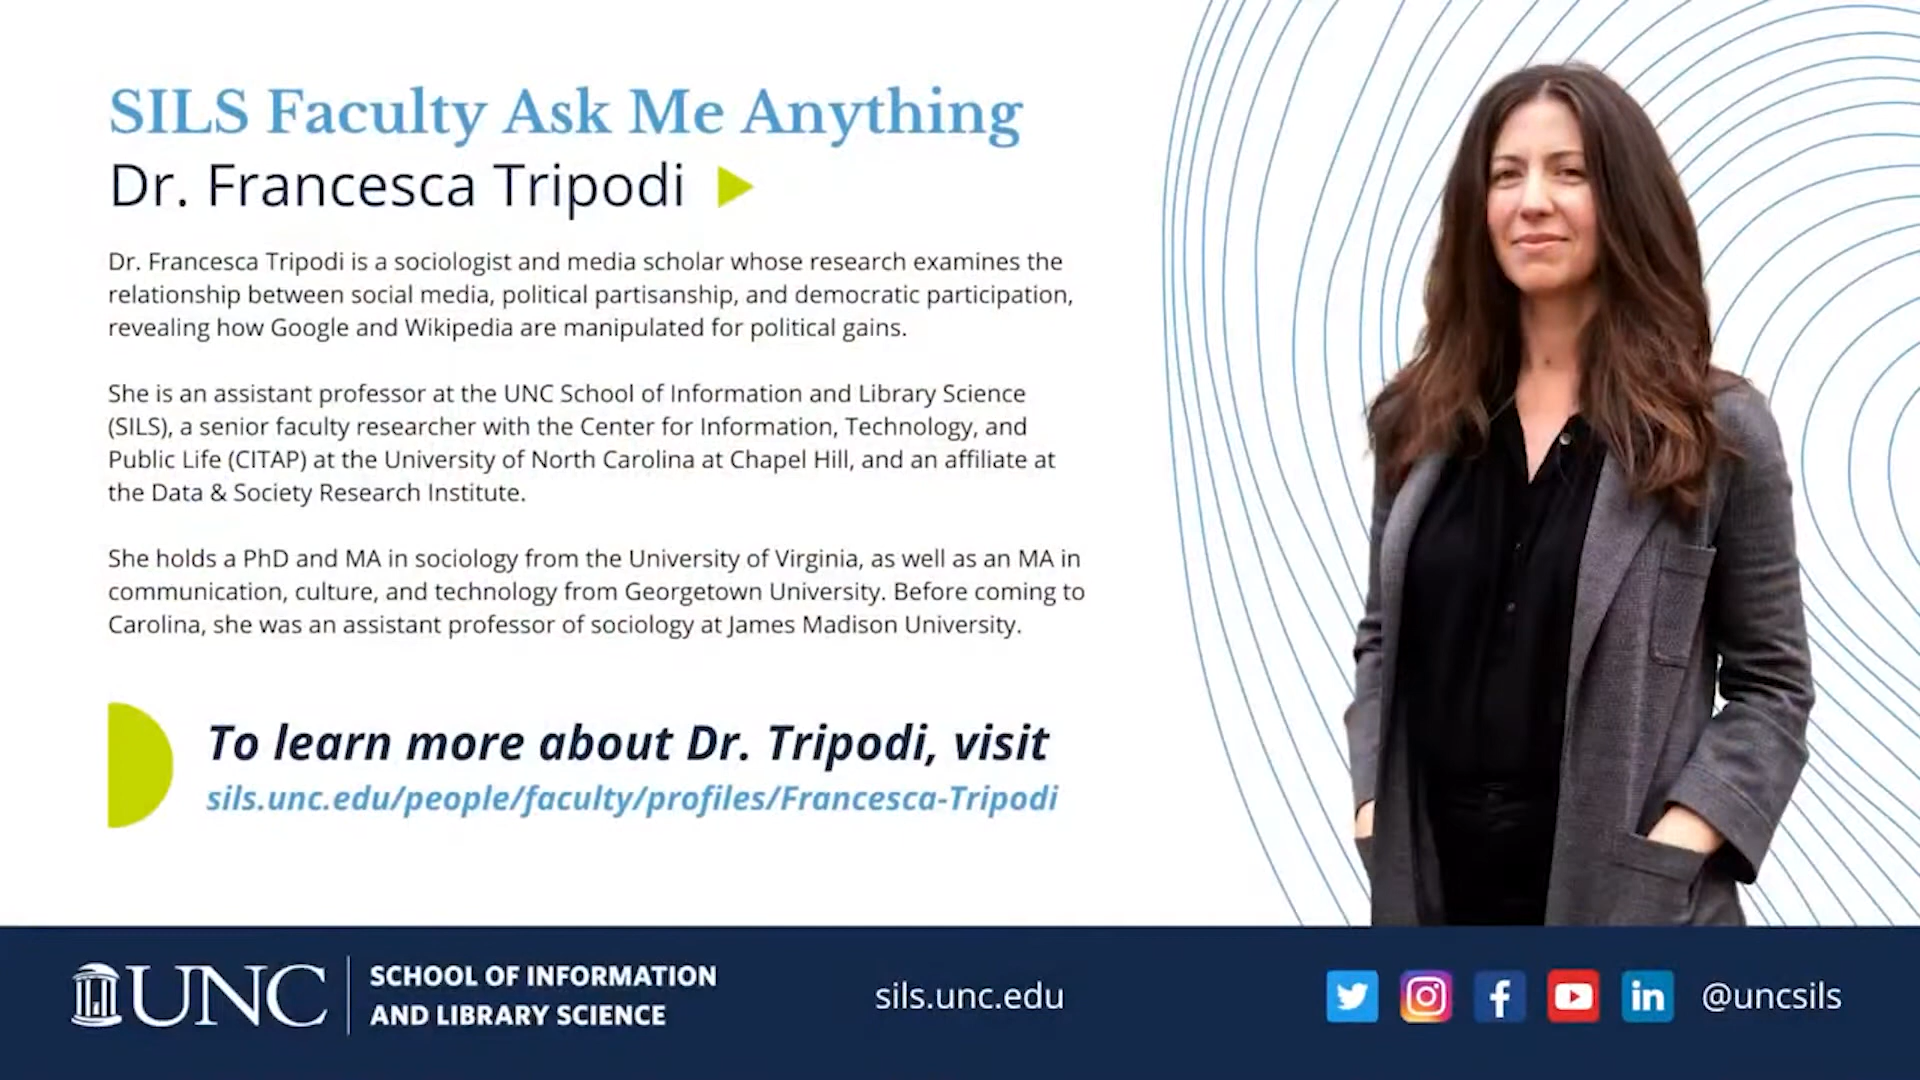 SILS Faculty Ask Me Anything
Dr. Francesca Tripodi
Dr. Francesca Tripodi is a sociologist and media scholar whose research examines the
relationship between social media, political partisanship, and democratic participation,
revealing how Google and Wikipedia are manipulated for political gains.
She is an assistant professor at the UNC School of Information and Library Science
(SILS), a senior faculty researcher with the Center for Information, Technology, and
Public Life (CITAP) at the University of North Carolina at Chapel Hill, and an affiliate at
the Data & Society Research Institute.
She holds a PhD and MA in sociology from the University of Virginia, as well as an MA in
communication, culture, and technology from Georgetown University. Before coming to
Carolina, she was an assistant professor of sociology at James Madison University.
To learn more about Dr. Tripodi, visit
sils.unc.edu/people/faculty/profiles/Francesca-Tripodi
UNC
SCHOOL OF INFORMATION
AND LIBRARY SCIENCE
sils.unc.edu
@uncsils